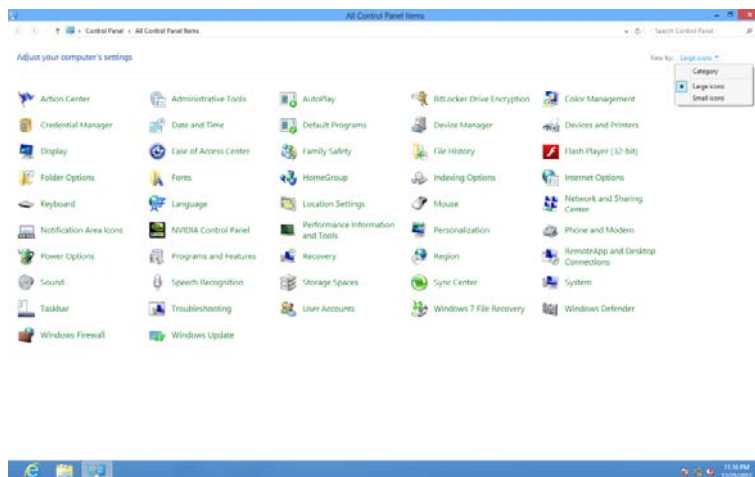 All Control Panel Items
Control Panel All Control Panel Items
Search Control Panel
Adjust your computer's settings
View by: Large icons
Category
Large icons
Small icons
Action Center Administrative Tools AutoPlay BitLocker Drive Encryption Color Management
Credential Manager Date and Time Default Programs Device Manager Devices and Printers
Display Ease of Access Center Family Safety File History Flash Player (32-bit)
Folder Options Fonts HomeGroup Indexing Options Internet Options
Keyboard Language Location Settings Mouse Network and Sharing
Center
Notification Area Icons NVIDIA Control Panel Performance Information
and Tools Personalization Phone and Modem
Power Options Programs and Features Recovery Region RemoteApp and Desktop
Connections
Sound Speech Recognition Storage Spaces Sync Center System
Taskbar Troubleshooting User Accounts Windows 7 File Recovery Windows Defender
Windows Firewall Windows Update
11:16 PM